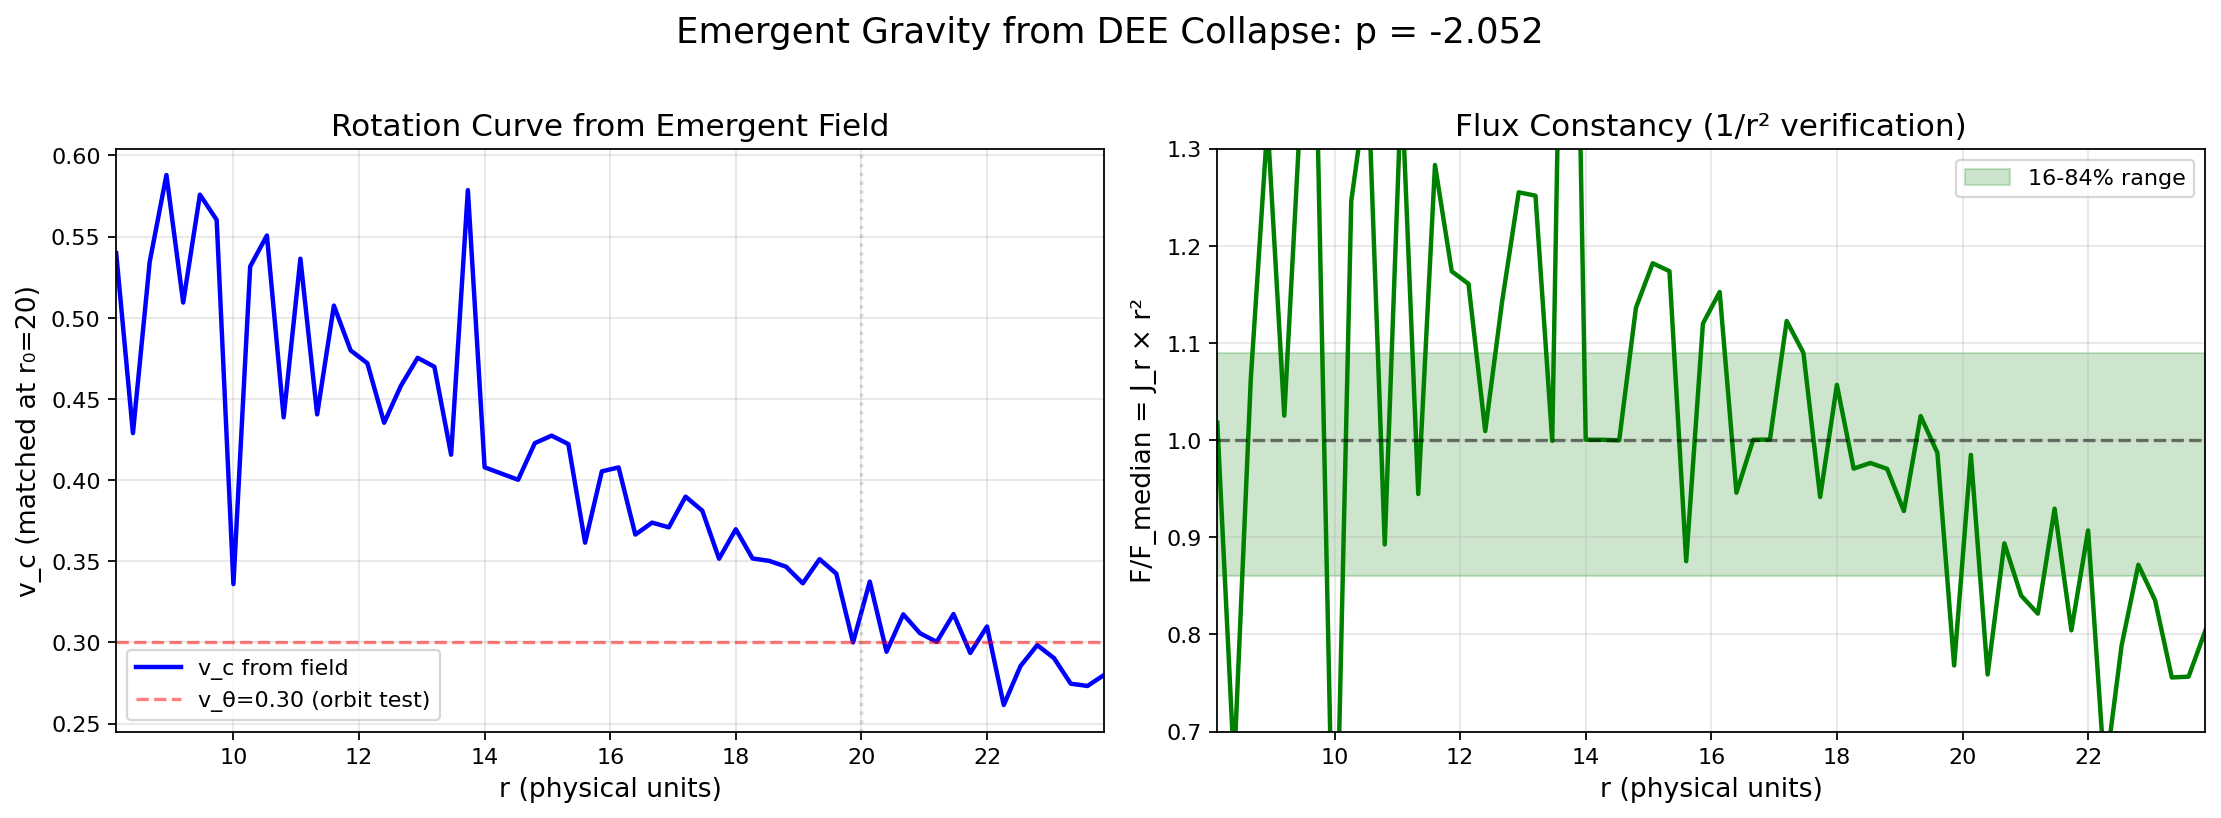 Emergent Gravity from DEE Collapse: p = -2.052
Rotation Curve from Emergent Field
v_c (matched at r₀=20)
0.60
0.55
0.50
0.45
0.40
0.35
0.30
0.25
v_c from field
v_θ=0.30 (orbit test)
10 12 14 16 18 20 22
r (physical units)
Flux Constancy (1/r² verification)
F/F_median = J_r × r²
1.3
1.2
1.1
1.0
0.9
0.8
0.7
16-84% range
10 12 14 16 18 20 22
r (physical units)